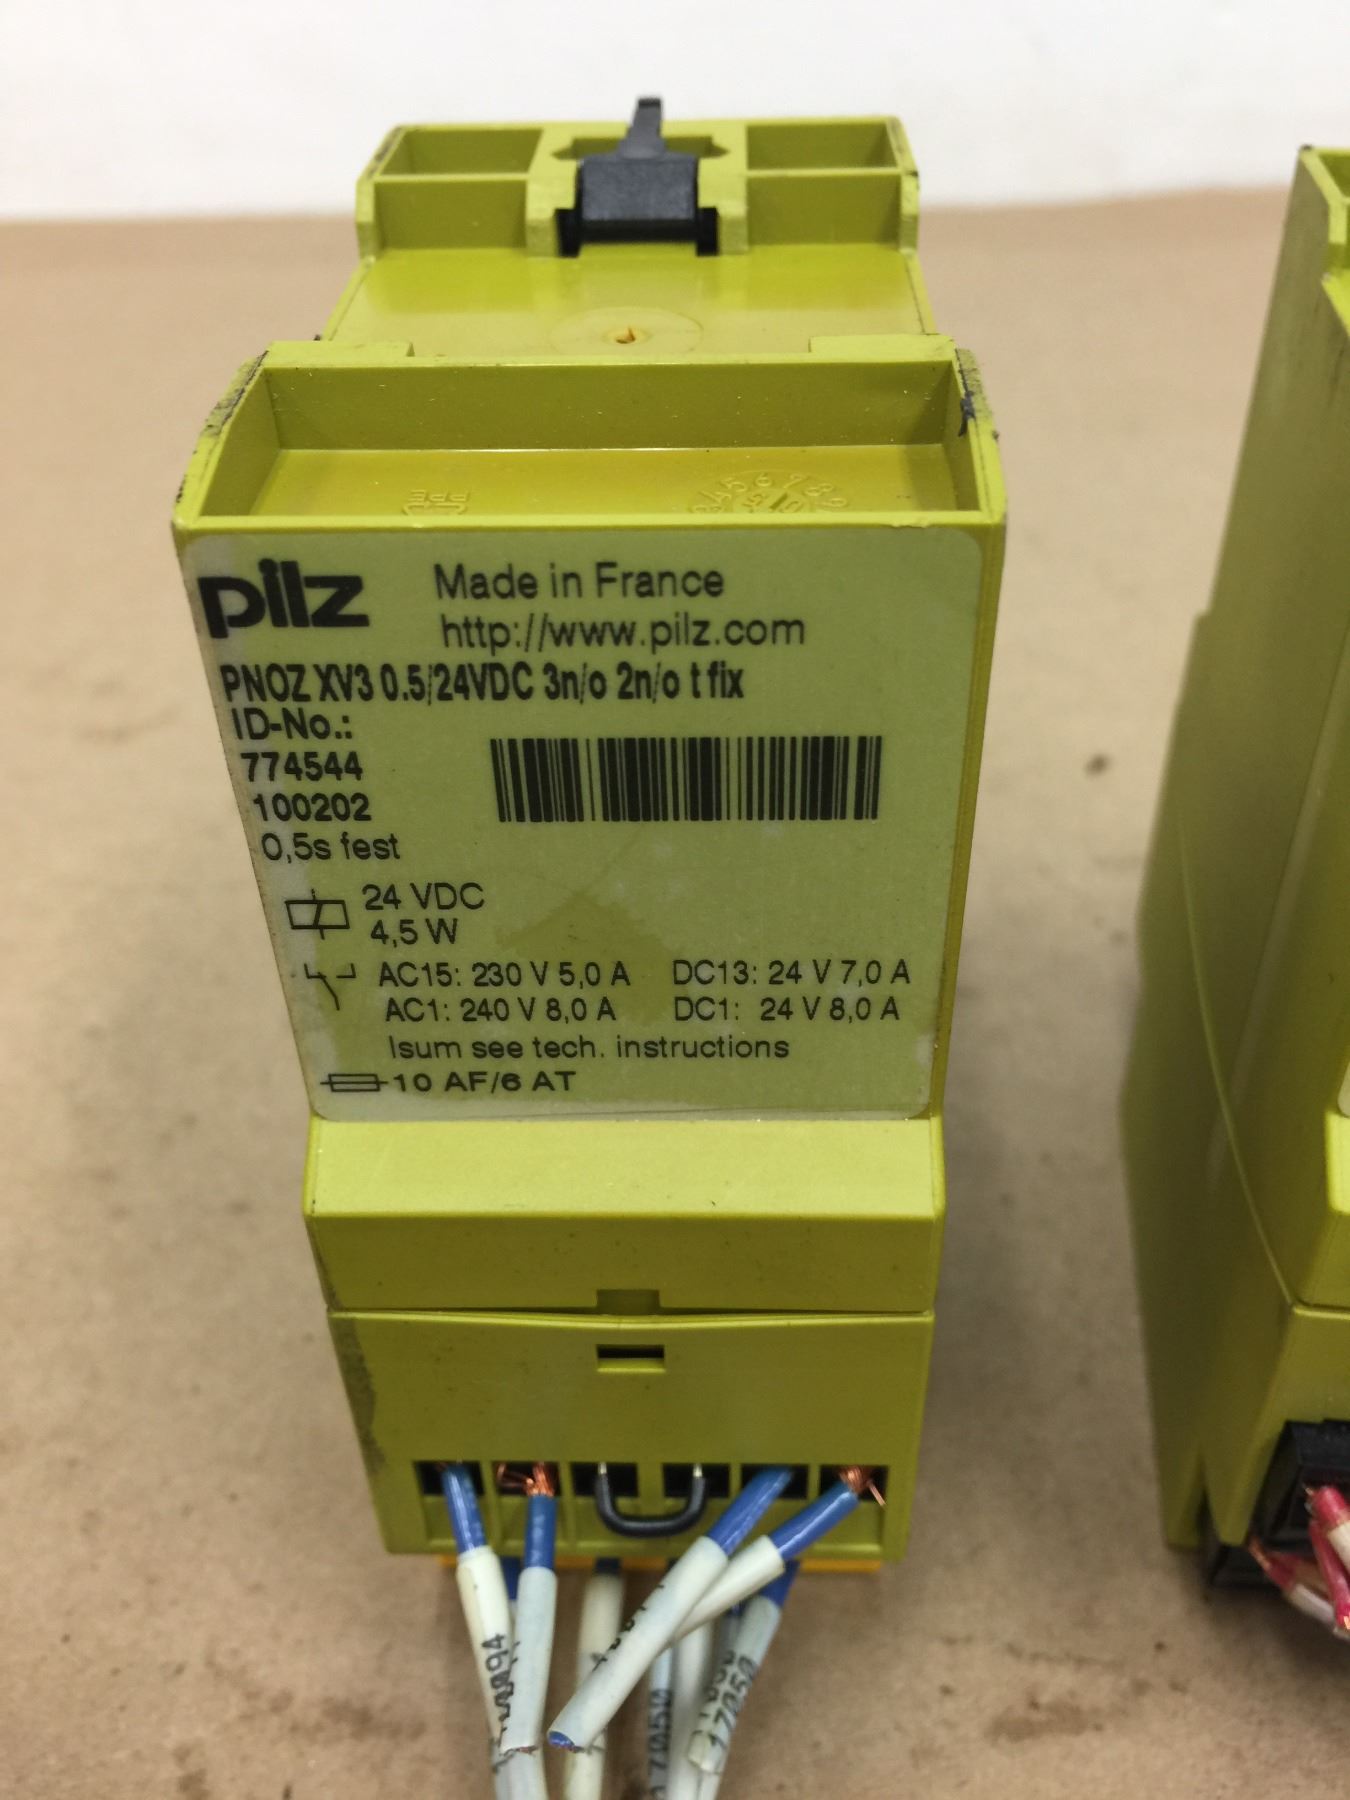 pilz
Made in France
http://www.pilz.com
PNOZ XV3 0.5/24VDC 3n/o 2n/o t fix
ID-No.:
774544
100202
0,5s fest
24 VDC
4,5 W
AC15: 230 V 5,0 A DC13: 24 V 7,0 A
AC1: 240 V 8,0 A DC1: 24 V 8,0 A
Isum see tech. instructions
10 AF/6 AT